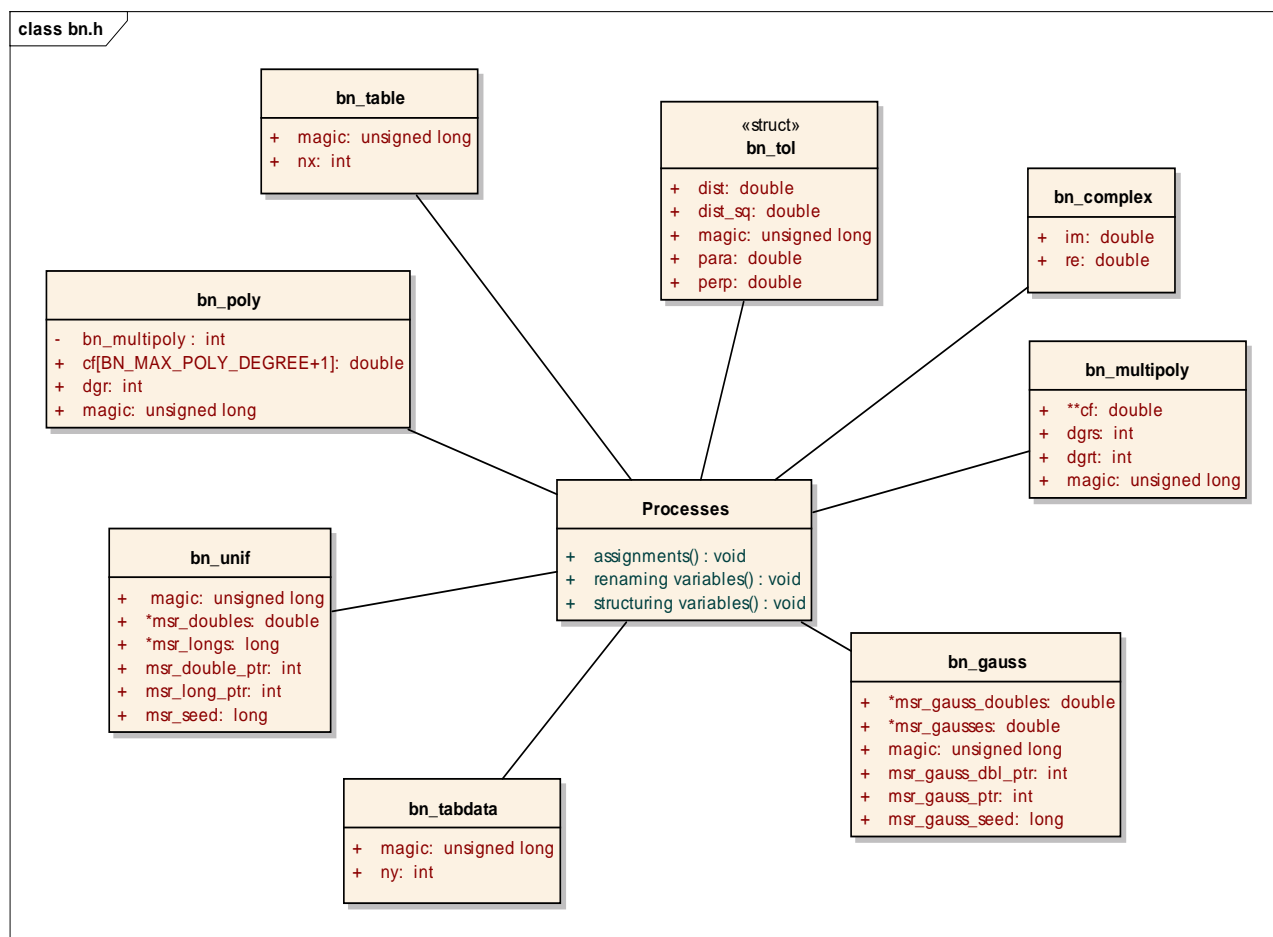 class bn.h
bn_table
+ magic: unsigned long
+ nx: int
«struct»
bn_tol
+ dist: double
+ dist_sq: double
+ magic: unsigned long
+ para: double
+ perp: double
bn_complex
+ im: double
+ re: double
bn_poly
- bn_multipoly : int
+ cf[BN_MAX_POLY_DEGREE+1]: double
+ dgr: int
+ magic: unsigned long
bn_multipoly
+ **cf: double
+ dgrs: int
+ dgrt: int
+ magic: unsigned long
Processes
+ assignments() : void
+ renaming variables() : void
+ structuring variables() : void
bn_unif
+ magic: unsigned long
+ *msr_doubles: double
+ *msr_longs: long
+ msr_double_ptr: int
+ msr_long_ptr: int
+ msr_seed: long
bn_gauss
+ *msr_gauss_doubles: double
+ *msr_gausses: double
+ magic: unsigned long
+ msr_gauss_dbl_ptr: int
+ msr_gauss_ptr: int
+ msr_gauss_seed: long
bn_tabdata
+ magic: unsigned long
+ ny: int